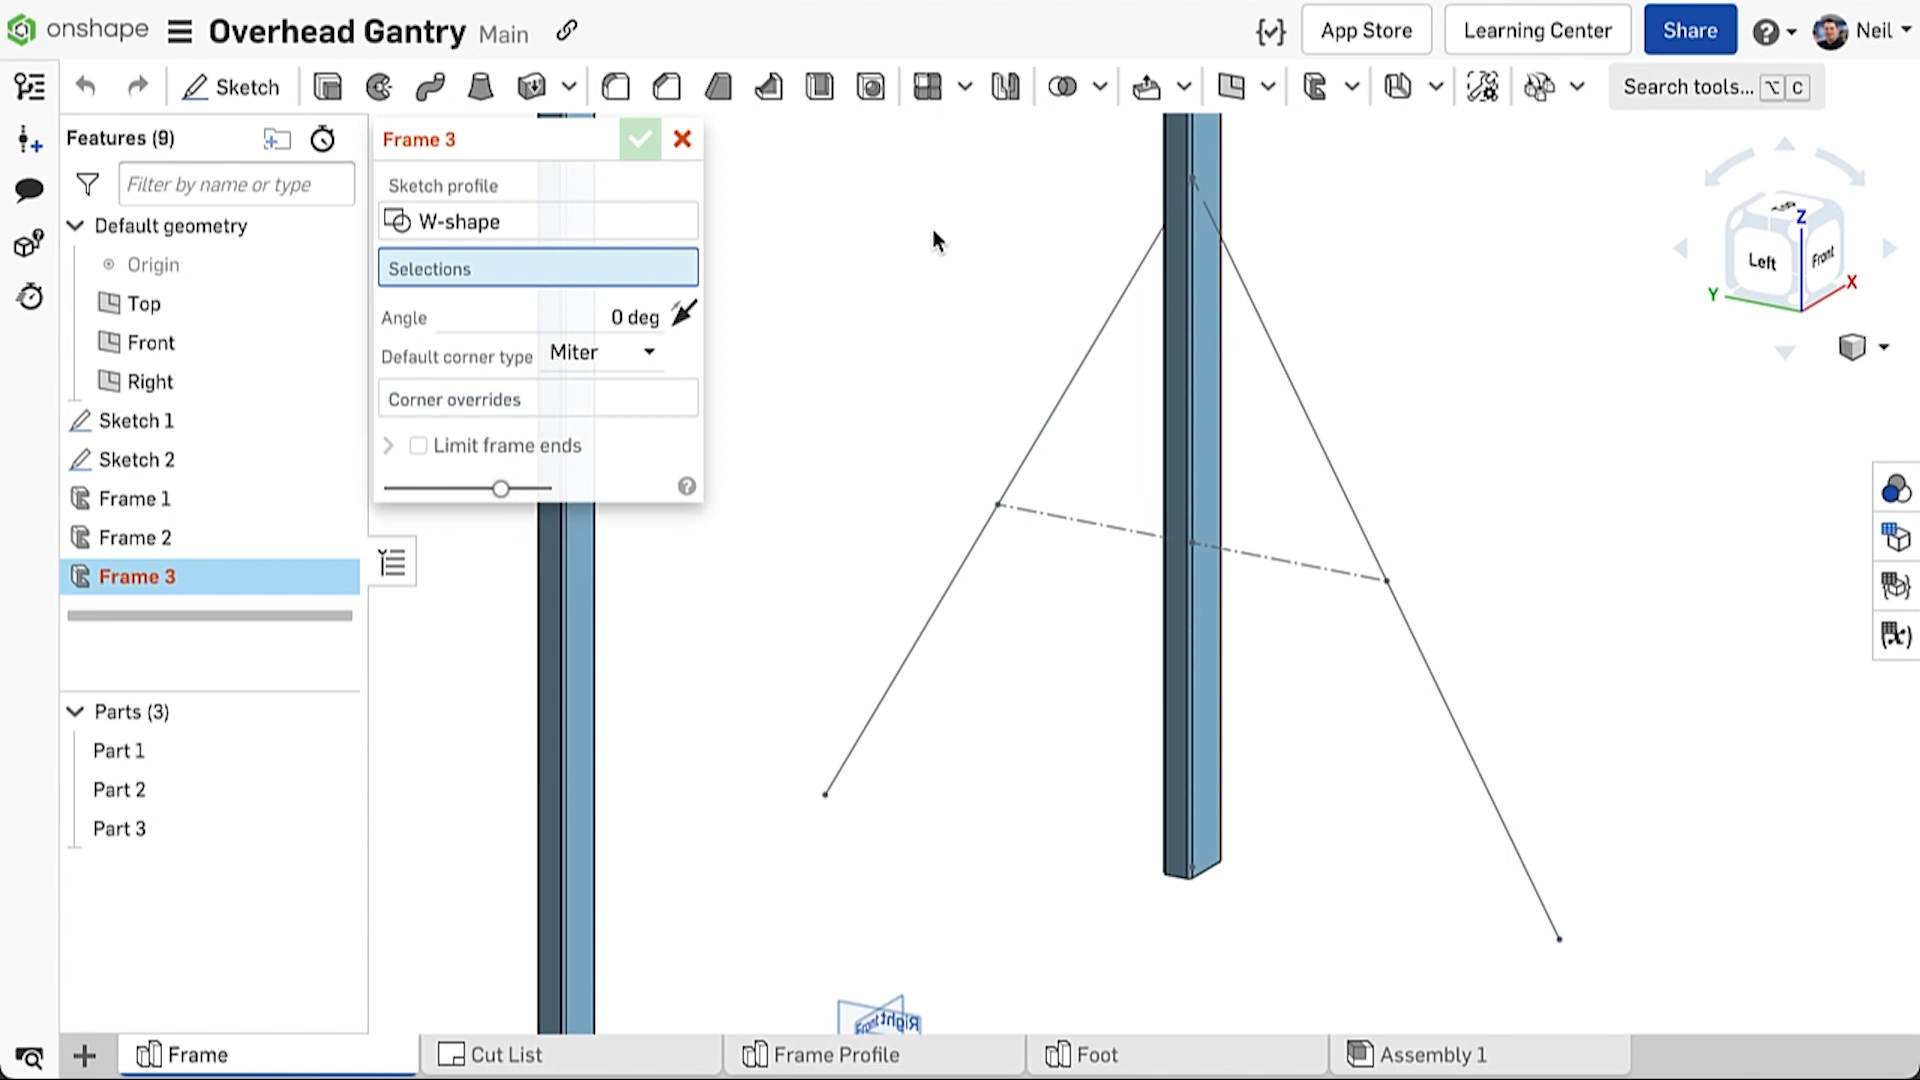 onshape
Overhead Gantry Main
App Store
Learning Center
Share
Neil
Sketch
Search tools... ⌥ C
Features (9)
Filter by name or type
Default geometry
Origin
Top
Front
Right
Sketch 1
Sketch 2
Frame 1
Frame 2
Frame 3
Parts (3)
Part 1
Part 2
Part 3
Frame 3
Sketch profile
W-shape
Selections
Angle 0 deg
Default corner type Miter
Corner overrides
Limit frame ends
Top
Z
Left
Front
Y
X
(x)
Right
Front
Frame
Cut List
Frame Profile
Foot
Assembly 1